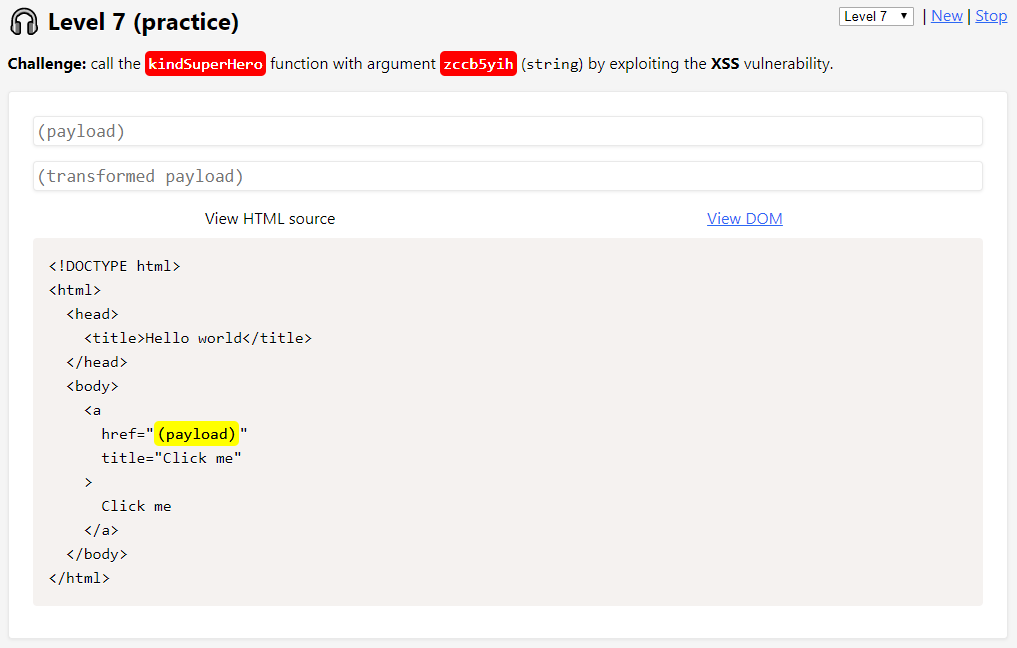 Level 7 (practice)
Level 7 ▼ | New | Stop
Challenge: call the kindSuperHero function with argument zccb5yih (string) by exploiting the XSS vulnerability.
(payload)
(transformed payload)
View HTML source
View DOM
<!DOCTYPE html>
<html>
  <head>
    <title>Hello world</title>
  </head>
  <body>
    <a
      href="(payload)"
      title="Click me"
    >
      Click me
    </a>
  </body>
</html>